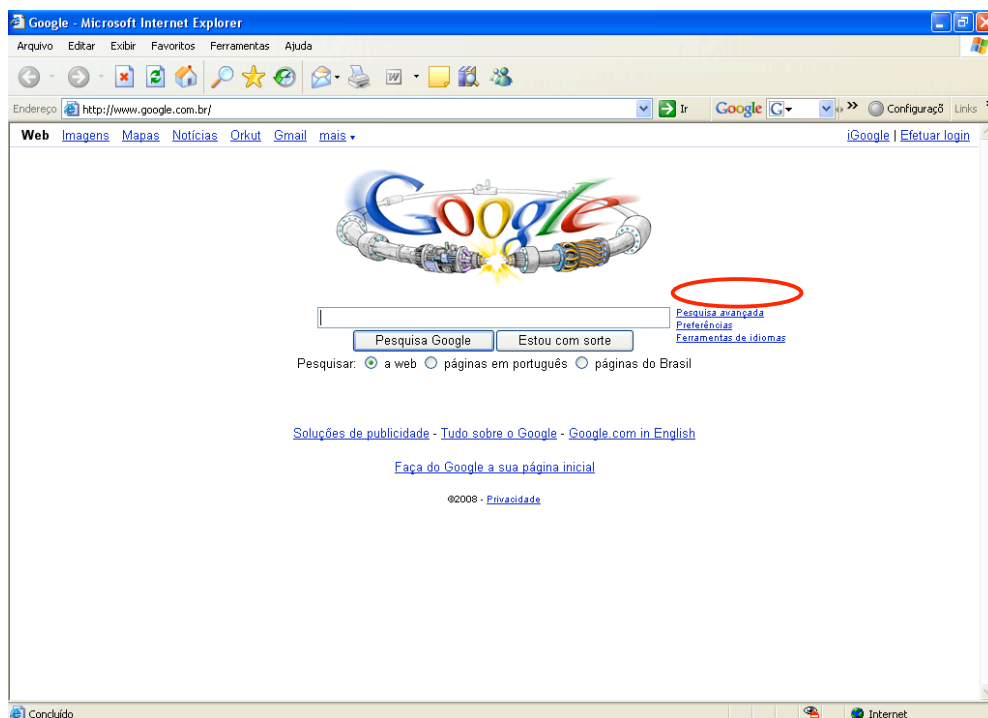 Google - Microsoft Internet Explorer
Arquivo Editar Exibir Favoritos Ferramentas Ajuda
Endereço http://www.google.com.br/ Ir Google G Configuraçõ Links
Web Imagens Mapas Notícias Orkut Gmail mais iGoogle | Efetuar login
Google
Pesquisa avançada
Preferências
Ferramentas de idiomas
Pesquisa Google Estou com sorte
Pesquisar: a web páginas em português páginas do Brasil
Soluções de publicidade - Tudo sobre o Google - Google.com in English
Faça do Google a sua página inicial
©2008 - Privacidade
Concluído Internet